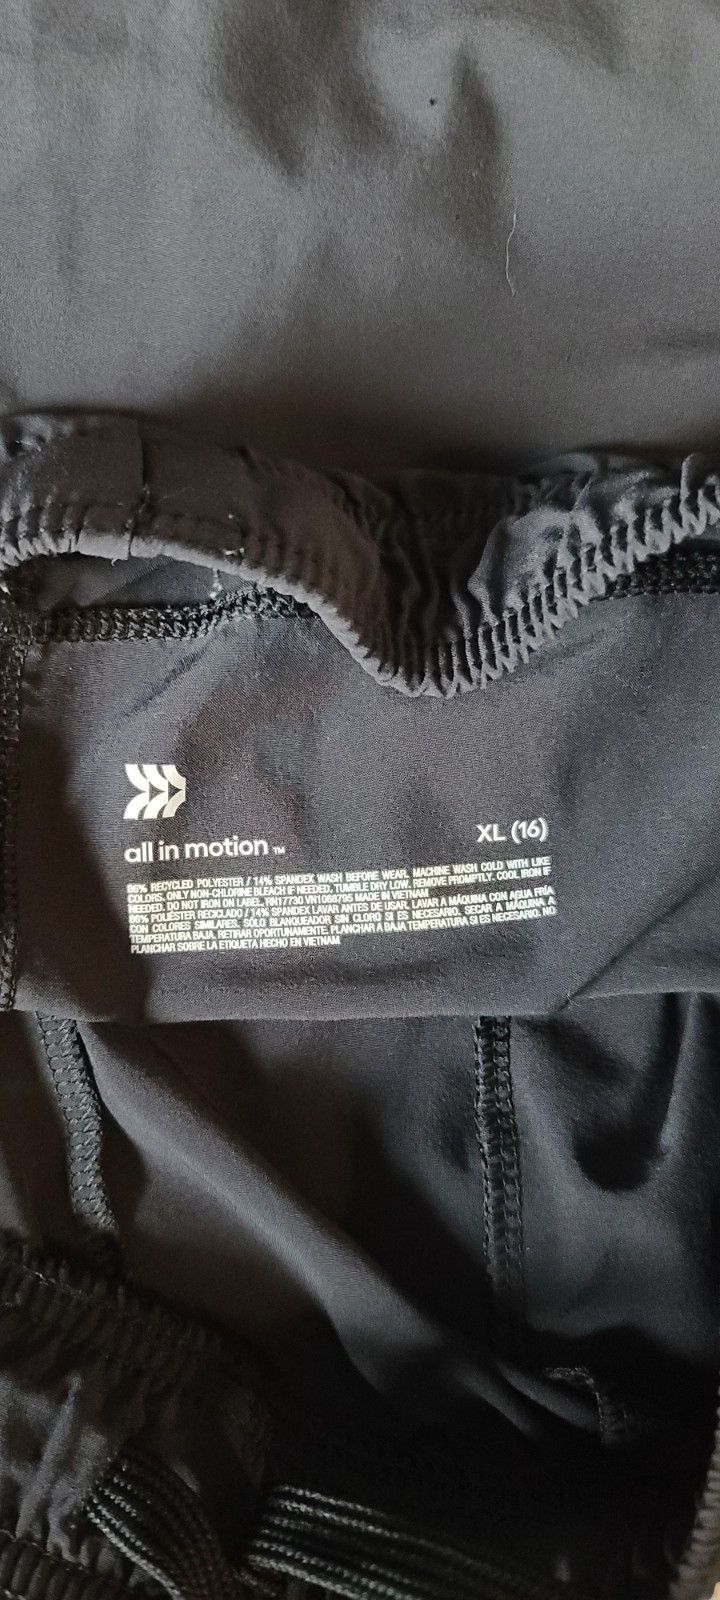 all in motion ™
XL (16)
86% RECYCLED POLYESTER / 14% SPANDEX WASH BEFORE WEAR. MACHINE WASH COLD WITH LIKE
COLORS. ONLY NON-CHLORINE BLEACH IF NEEDED. TUMBLE DRY LOW. REMOVE PROMPTLY. COOL IRON IF
NEEDED. DO NOT IRON ON LABEL. RN17730 VN1068795 MADE IN VIETNAM
86% POLIÉSTER RECICLADO / 14% SPANDEX LAVAR ANTES DE USAR. LAVAR A MÁQUINA CON AGUA FRÍA
CON COLORES SIMILARES. SÓLO BLANQUEADOR SIN CLORO SI ES NECESARIO. SECAR A MÁQUINA A
TEMPERATURA BAJA. RETIRAR OPORTUNAMENTE. PLANCHAR A BAJA TEMPERATURA SI ES NECESARIO. NO
PLANCHAR SOBRE LA ETIQUETA HECHO EN VIETNAM